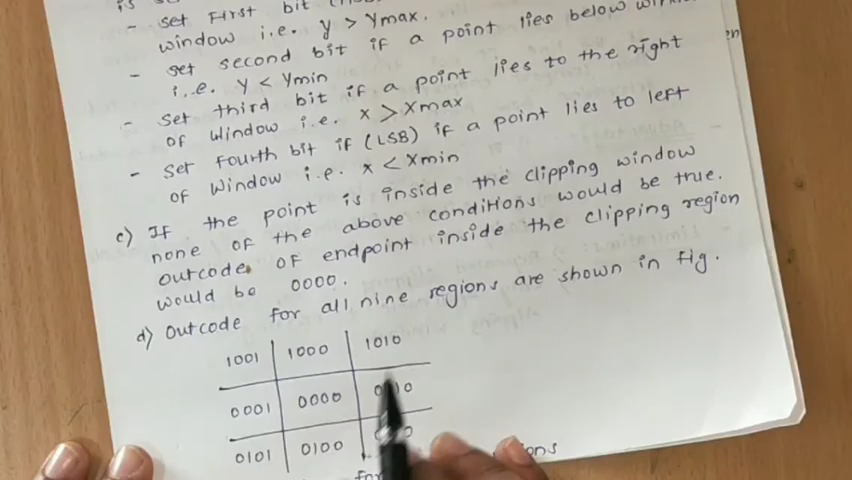 is
- set First bit
window i.e. y > Ymax.
- set second bit if a point lies below
i.e. Y < Ymin
- set third bit if a point lies to the right
of window i.e. x > Xmax
- set fourth bit if (LSB) if a point lies to left
of window i.e. x < Xmin
c) If the point is inside the clipping window
none of the above conditions would be true.
outcode of endpoint inside the clipping region
would be 0000.
d) outcode for all nine regions are shown in fig.
1001 1000 1010
0001 0000
0101 0100